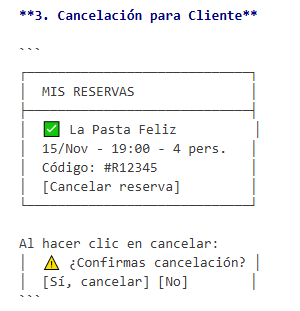 **3. Cancelación para Cliente**
```
┌────────────────────────────┐
│  MIS RESERVAS              │
├────────────────────────────┤
│  ✅ La Pasta Feliz          │
│  15/Nov - 19:00 - 4 pers.  │
│  Código: #R12345           │
│  [Cancelar reserva]        │
└────────────────────────────┘
Al hacer clic en cancelar:
│  ⚠️ ¿Confirmas cancelación? │
│  [Sí, cancelar] [No]       │
```